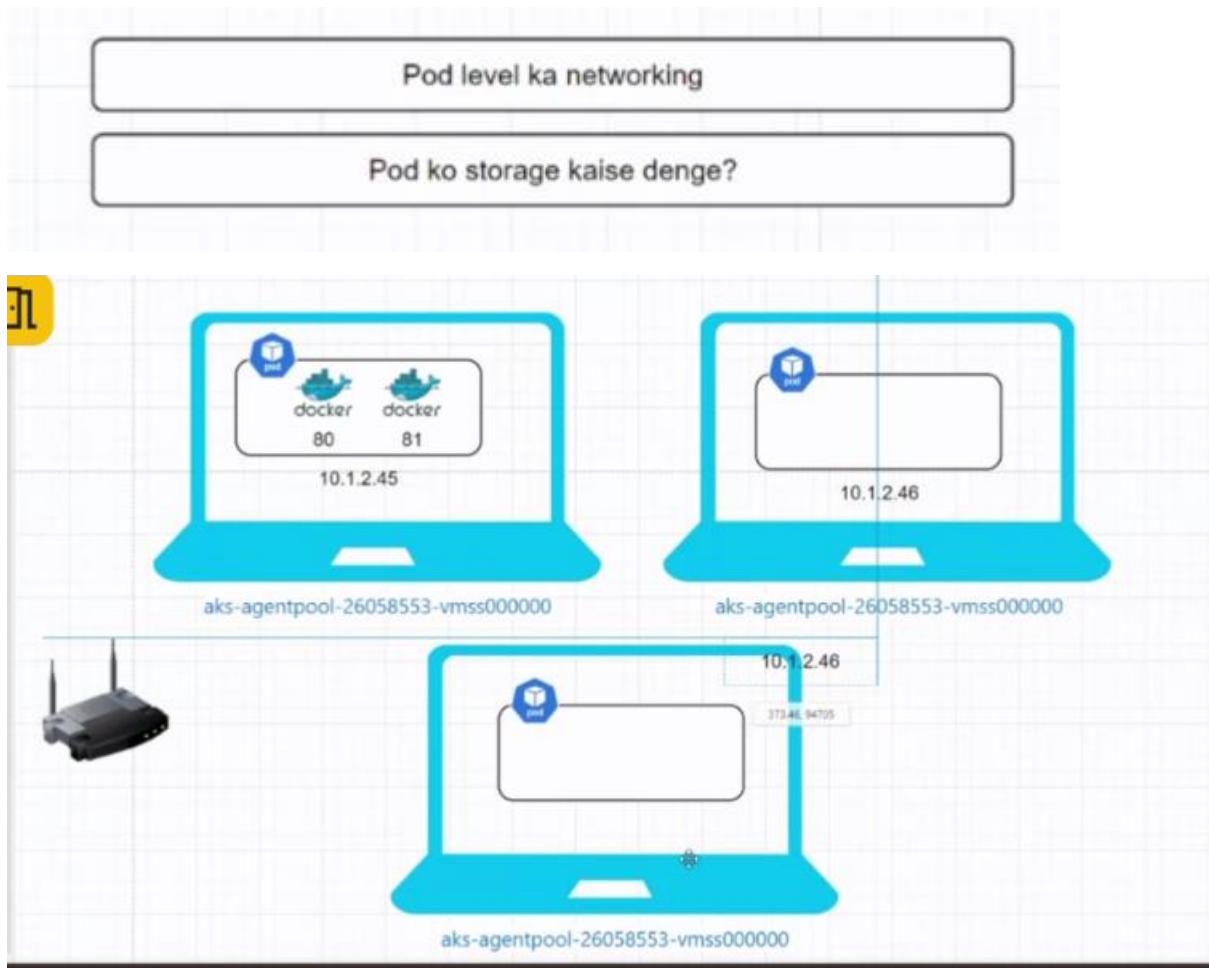 Pod level ka networking
Pod ko storage kaise denge?
pod
docker docker
80 81
10.1.2.45
pod
10.1.2.46
aks-agentpool-26058553-vmss000000
aks-agentpool-26058553-vmss000000
10.1.2.46
pod
aks-agentpool-26058553-vmss000000